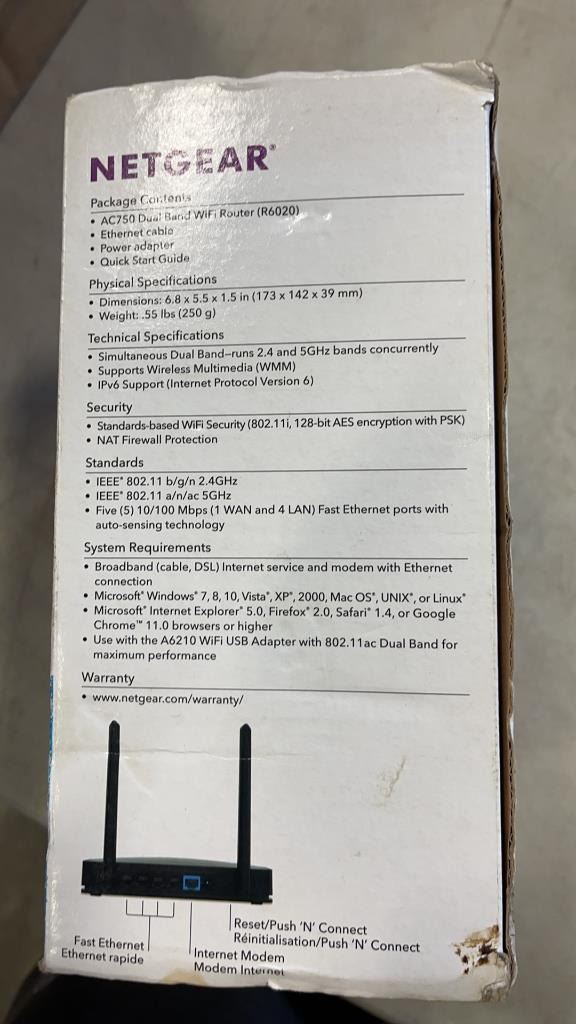 NETGEAR®
Package Contents
• AC750 Dual Band WiFi Router (R6020)
• Ethernet cable
• Power adapter
• Quick Start Guide
Physical Specifications
• Dimensions: 6.8 x 5.5 x 1.5 in (173 x 142 x 39 mm)
• Weight: .55 lbs (250 g)
Technical Specifications
• Simultaneous Dual Band–runs 2.4 and 5GHz bands concurrently
• Supports Wireless Multimedia (WMM)
• IPv6 Support (Internet Protocol Version 6)
Security
• Standards-based WiFi Security (802.11i, 128-bit AES encryption with PSK)
• NAT Firewall Protection
Standards
• IEEE® 802.11 b/g/n 2.4GHz
• IEEE® 802.11 a/n/ac 5GHz
• Five (5) 10/100 Mbps (1 WAN and 4 LAN) Fast Ethernet ports with
auto-sensing technology
System Requirements
• Broadband (cable, DSL) Internet service and modem with Ethernet
connection
• Microsoft® Windows® 7, 8, 10, Vista®, XP®, 2000, Mac OS®, UNIX®, or Linux®
• Microsoft® Internet Explorer® 5.0, Firefox® 2.0, Safari® 1.4, or Google
Chrome™ 11.0 browsers or higher
• Use with the A6210 WiFi USB Adapter with 802.11ac Dual Band for
maximum performance
Warranty
• www.netgear.com/warranty/
Reset/Push 'N' Connect
Réinitialisation/Push 'N' Connect
Fast Ethernet
Ethernet rapide
Internet Modem
Modem Internet